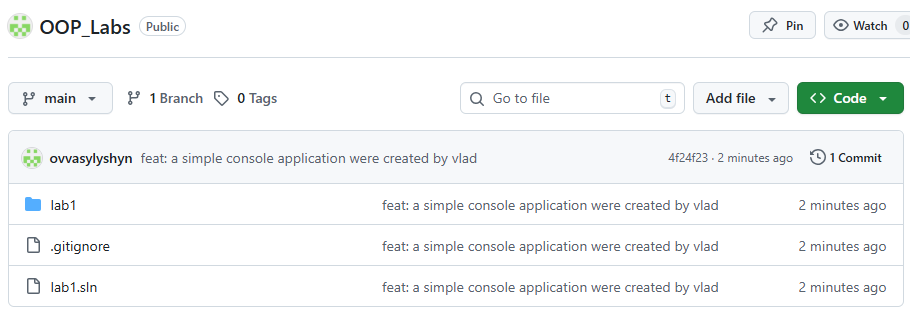 OOP_Labs Public Pin Watch 0
main 1 Branch 0 Tags Go to file t Add file Code
ovvasylyshyn feat: a simple console application were created by vlad 4f24f23 · 2 minutes ago 1 Commit
lab1 feat: a simple console application were created by vlad 2 minutes ago
.gitignore feat: a simple console application were created by vlad 2 minutes ago
lab1.sln feat: a simple console application were created by vlad 2 minutes ago